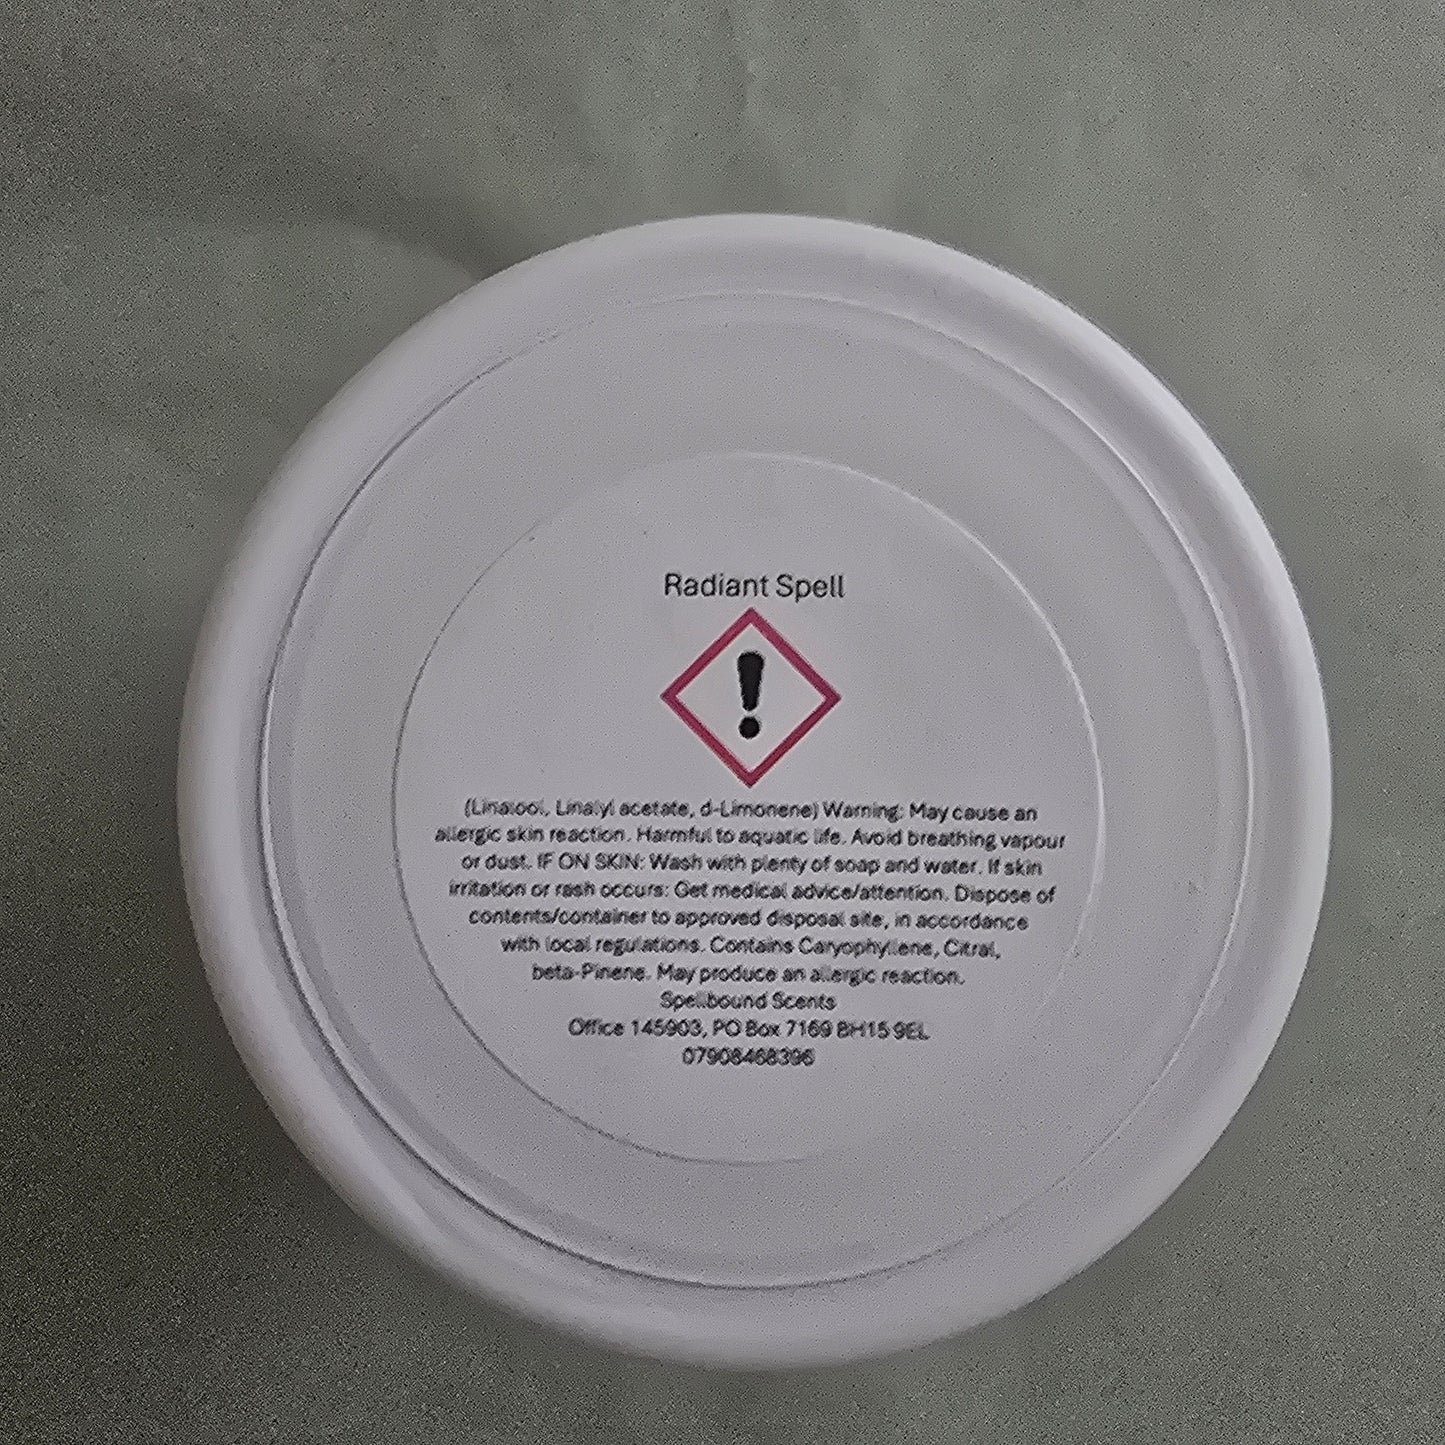 Radiant Spell
(Linalool, Linalyl acetate, d-Limonene) Warning: May cause an
allergic skin reaction. Harmful to aquatic life. Avoid breathing vapour
or dust. IF ON SKIN: Wash with plenty of soap and water. If skin
irritation or rash occurs: Get medical advice/attention. Dispose of
contents/container to approved disposal site, in accordance
with local regulations. Contains Caryophyllene, Citral,
beta-Pinene. May produce an allergic reaction.
Spellbound Scents
Office 145903, PO Box 7169 BH15 9EL
07908468396